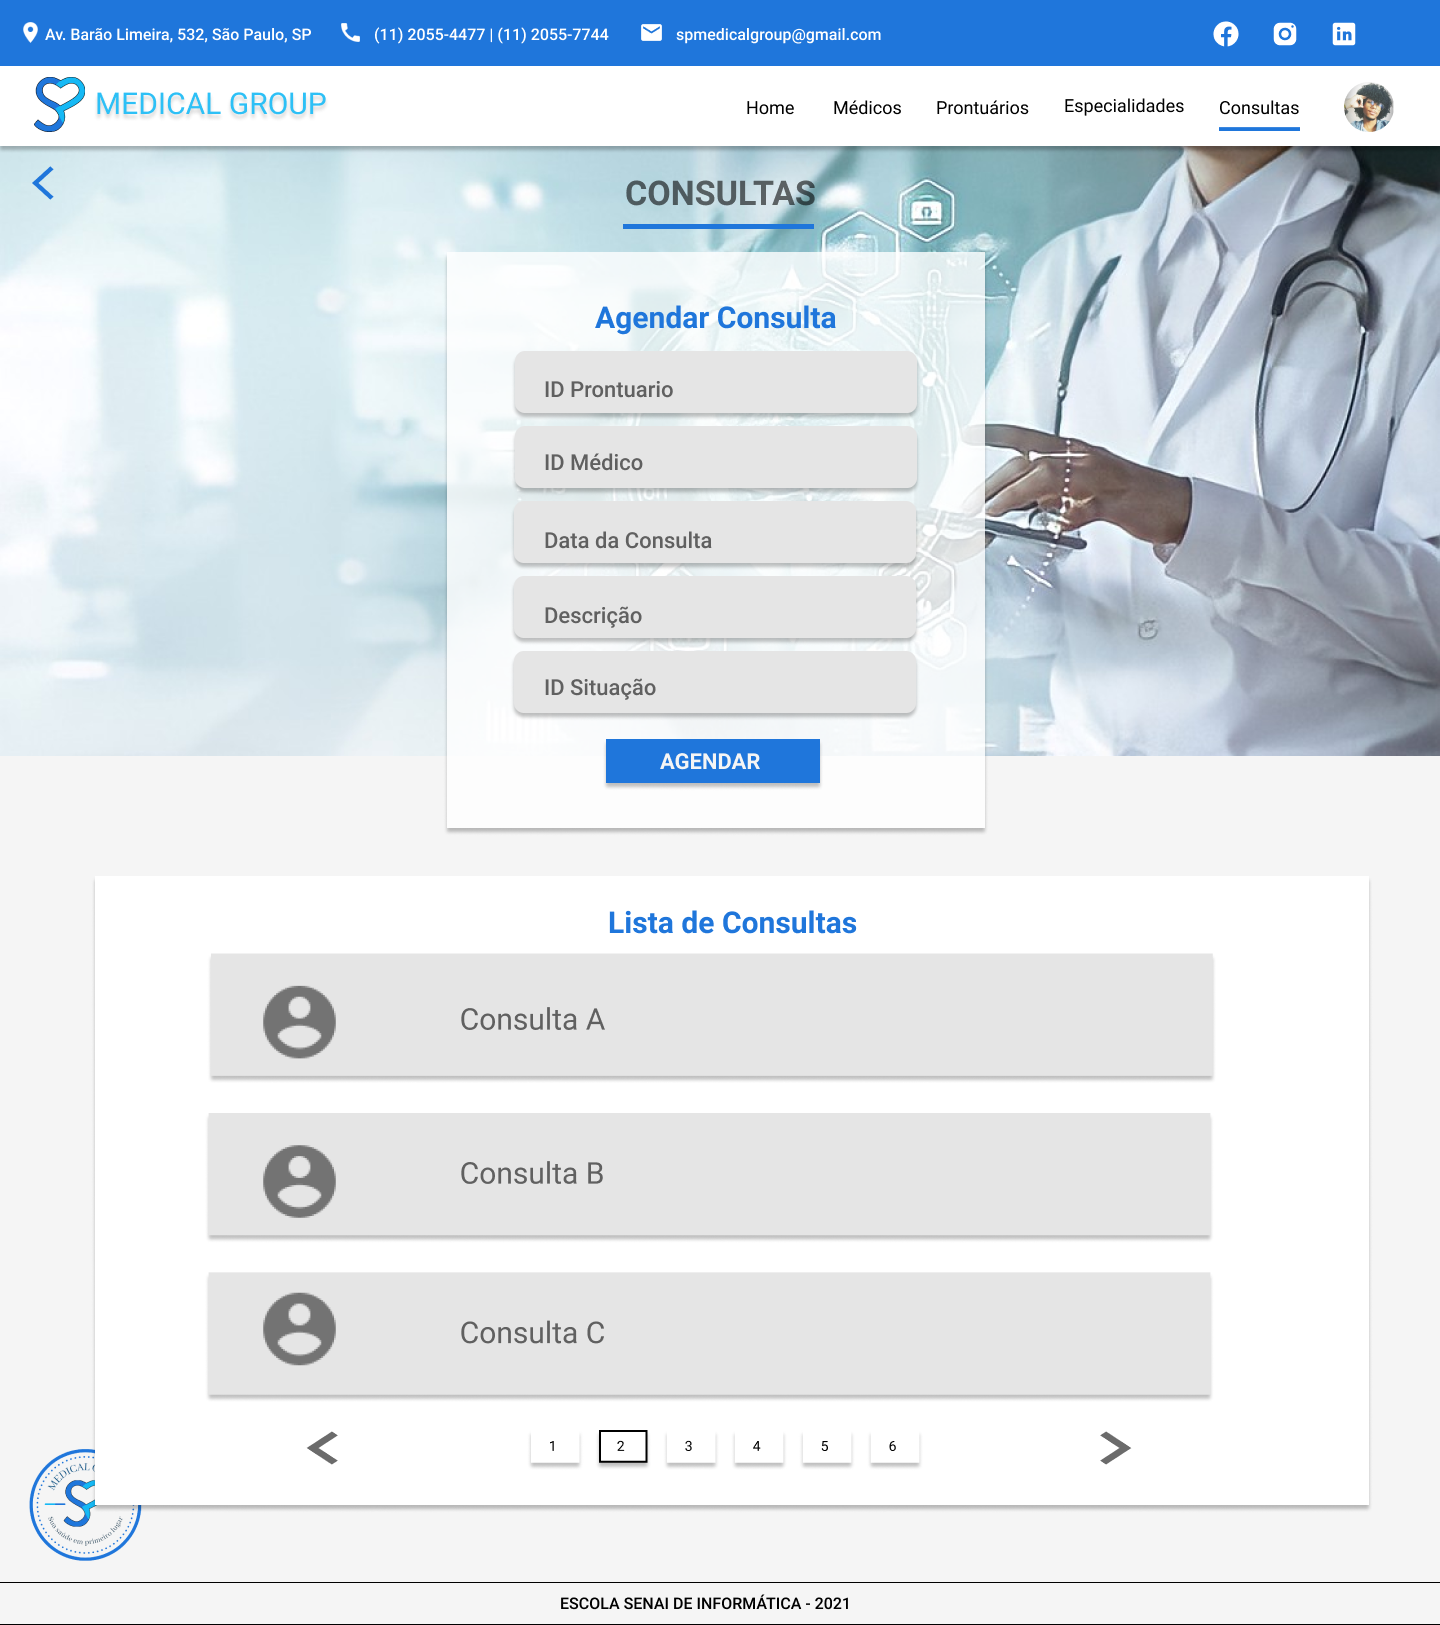 Av. Barão Limeira, 532, São Paulo, SP (11) 2055-4477 | (11) 2055-7744 spmedicalgroup@gmail.com
MEDICAL GROUP
Home Médicos Prontuários Especialidades Consultas
CONSULTAS
Agendar Consulta
ID Prontuario
ID Médico
Data da Consulta
Descrição
ID Situação
AGENDAR
Lista de Consultas
Consulta A
Consulta B
Consulta C
1 2 3 4 5 6
MEDICAL
Sua saúde em primeiro lugar
ESCOLA SENAI DE INFORMÁTICA - 2021